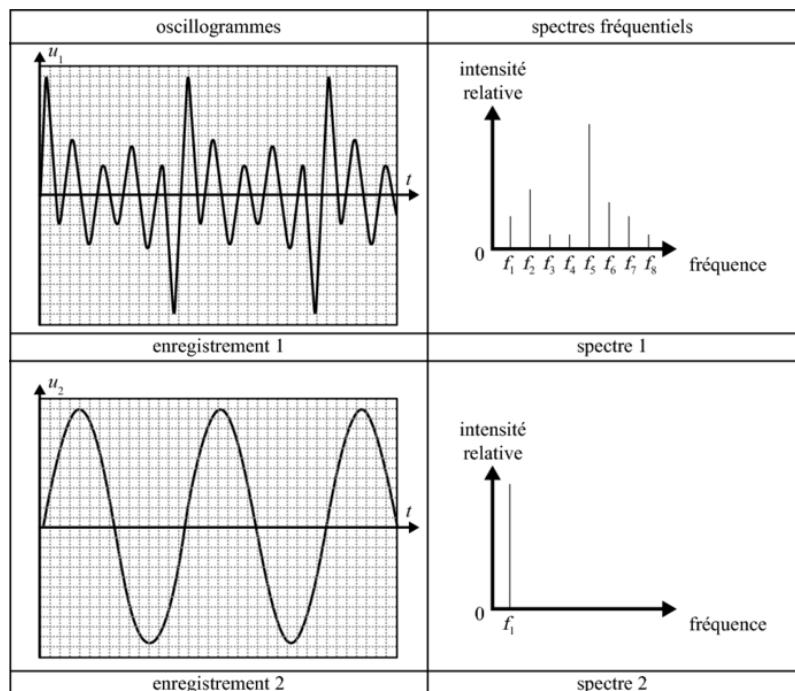 oscillogrammes
spectres fréquentiels
u₁
t
intensité
relative
0
f₁ f₂ f₃ f₄ f₅ f₆ f₇ f₈
fréquence
enregistrement 1
spectre 1
u₂
t
intensité
relative
0
f₁
fréquence
enregistrement 2
spectre 2